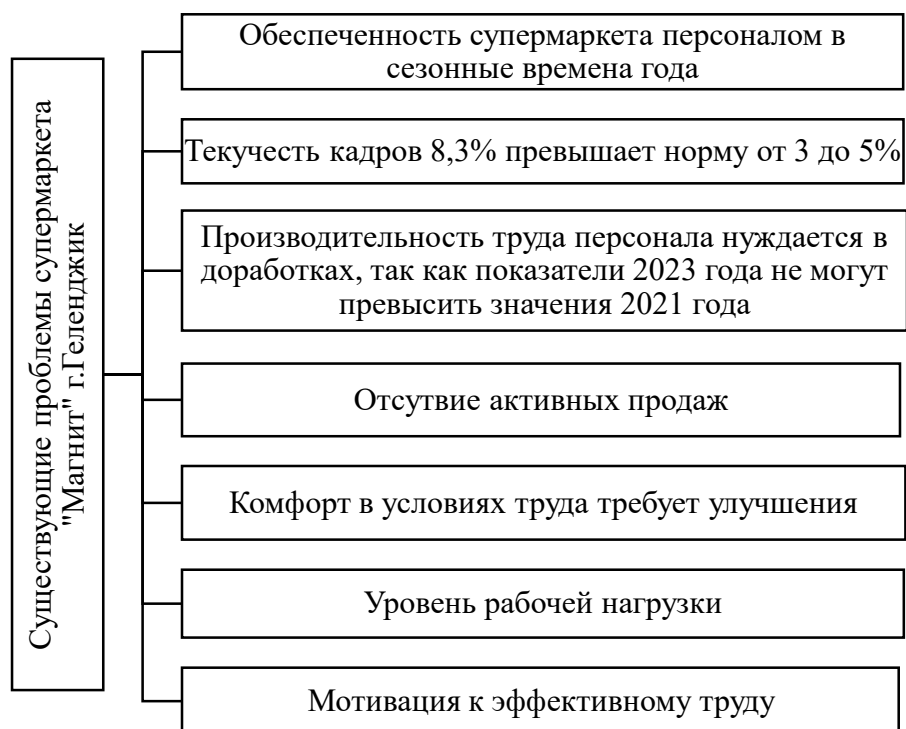 Существующие проблемы супермаркета
"Магнит" г.Геленджик
Обеспеченность супермаркета персоналом в
сезонные времена года
Текучесть кадров 8,3% превышает норму от 3 до 5%
Производительность труда персонала нуждается в
доработках, так как показатели 2023 года не могут
превысить значения 2021 года
Отсутвие активных продаж
Комфорт в условиях труда требует улучшения
Уровень рабочей нагрузки
Мотивация к эффективному труду